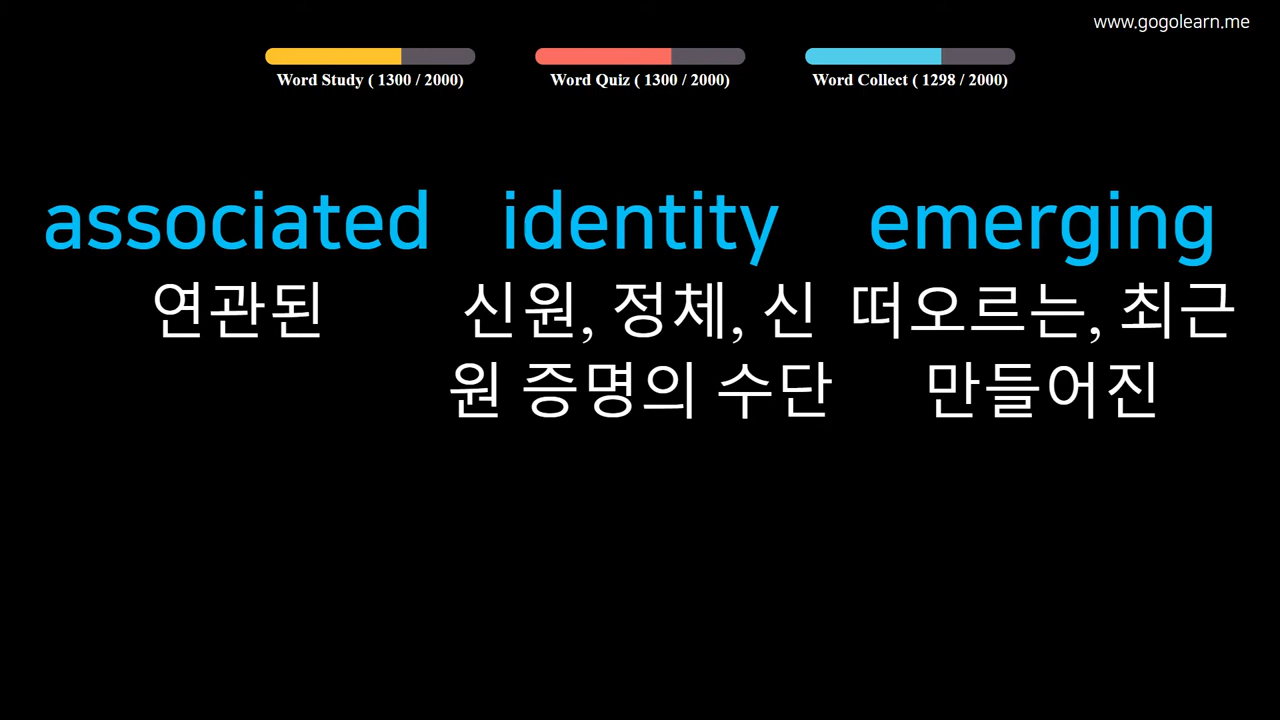 www.gogolearn.me
Word Study ( 1300 / 2000)
Word Quiz ( 1300 / 2000)
Word Collect ( 1298 / 2000)
associated
연관된
identity
신원, 정체, 신
원 증명의 수단
emerging
떠오르는, 최근
만들어진